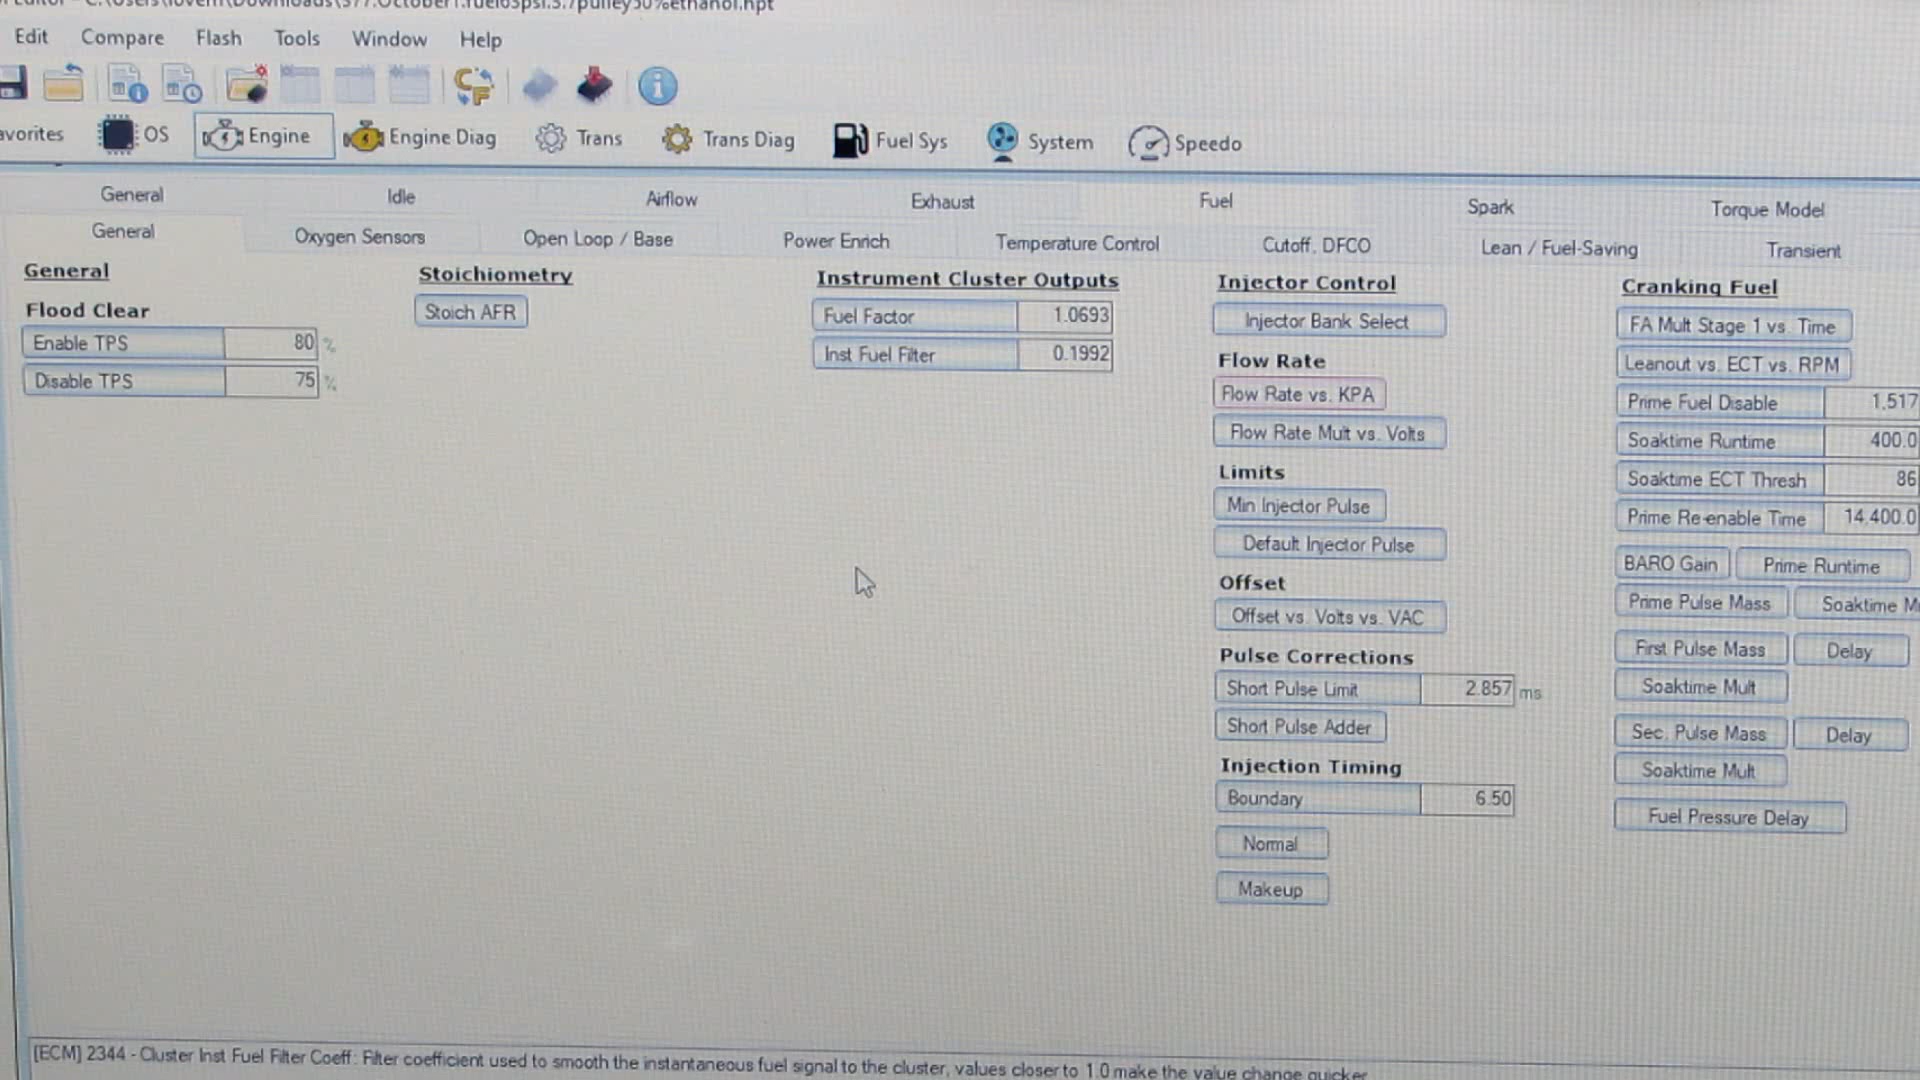 Edit Compare Flash Tools Window Help
OS Engine Engine Diag Trans Trans Diag Fuel Sys System Speedo
General Idle Airflow Exhaust Fuel Spark Torque Model
General Oxygen Sensors Open Loop / Base Power Enrich Temperature Control Cutoff, DFCO Lean / Fuel-Saving Transient
General
Flood Clear
Enable TPS 80 %
Disable TPS 75 %
Stoichiometry
Stoich AFR
Instrument Cluster Outputs
Fuel Factor 1.0693
Inst Fuel Filter 0.1992
Injector Control
Injector Bank Select
Flow Rate
Flow Rate vs. KPA
Flow Rate Mult vs. Volts
Limits
Min Injector Pulse
Default Injector Pulse
Offset
Offset vs. Volts vs. VAC
Pulse Corrections
Short Pulse Limit 2.857 ms
Short Pulse Adder
Injection Timing
Boundary 6.50
Normal
Makeup
Cranking Fuel
FA Mult Stage 1 vs. Time
Leanout vs. ECT vs. RPM
Prime Fuel Disable 1.517
Soaktime Runtime 400.0
Soaktime ECT Thresh 86
Prime Re-enable Time 14,400.0
BARO Gain Prime Runtime
Prime Pulse Mass Soaktime M
First Pulse Mass Delay
Soaktime Mult
Sec. Pulse Mass Delay
Soaktime Mult
Fuel Pressure Delay
[ECM] 2344 - Cluster Inst Fuel Filter Coeff: Filter coefficient used to smooth the instantaneous fuel signal to the cluster, values closer to 1.0 make the value change quicker